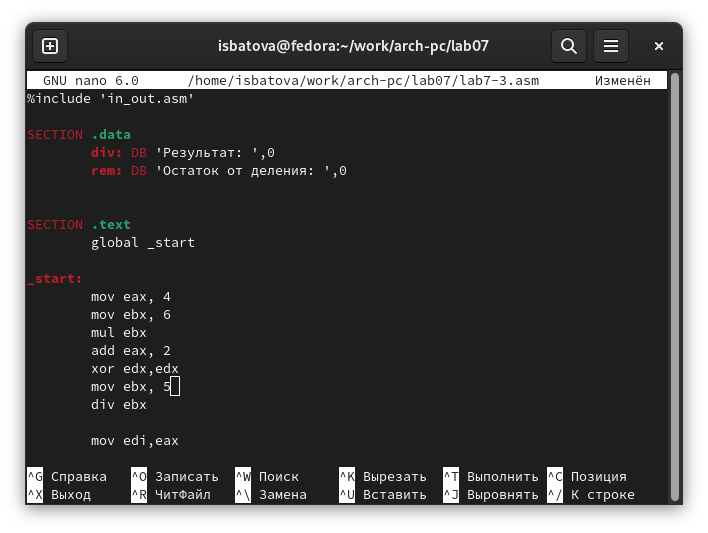 isbatova@fedora:~/work/arch-pc/lab07
GNU nano 6.0 /home/isbatova/work/arch-pc/lab07/lab7-3.asm Изменён
%include 'in_out.asm'
SECTION .data
div: DB 'Результат: ',0
rem: DB 'Остаток от деления: ',0
SECTION .text
global _start
_start:
mov eax, 4
mov ebx, 6
mul ebx
add eax, 2
xor edx,edx
mov ebx, 5
div ebx
mov edi,eax
^G Справка ^O Записать ^W Поиск ^K Вырезать ^T Выполнить ^C Позиция
^X Выход ^R ЧитФайл ^\ Замена ^U Вставить ^J Выровнять ^/ К строке